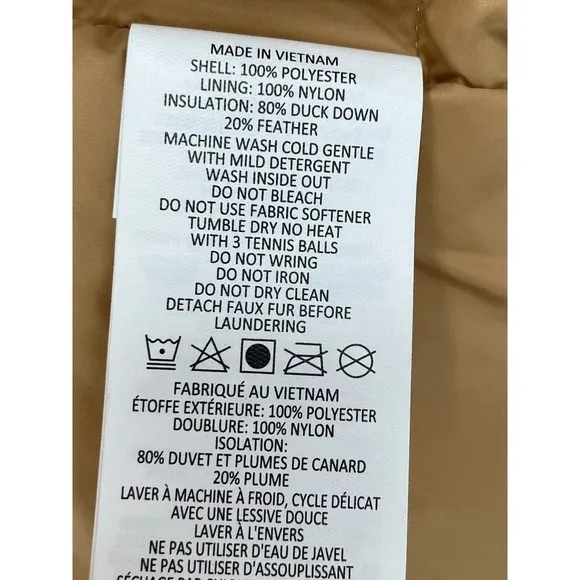 MADE IN VIETNAM
SHELL: 100% POLYESTER
LINING: 100% NYLON
INSULATION: 80% DUCK DOWN
20% FEATHER
MACHINE WASH COLD GENTLE
WITH MILD DETERGENT
WASH INSIDE OUT
DO NOT BLEACH
DO NOT USE FABRIC SOFTENER
TUMBLE DRY NO HEAT
WITH 3 TENNIS BALLS
DO NOT WRING
DO NOT IRON
DO NOT DRY CLEAN
DETACH FAUX FUR BEFORE
LAUNDERING
FABRIQUÉ AU VIETNAM
ÉTOFFE EXTÉRIEURE: 100% POLYESTER
DOUBLURE: 100% NYLON
ISOLATION:
80% DUVET ET PLUMES DE CANARD
20% PLUME
LAVER À MACHINE À FROID, CYCLE DÉLICAT
AVEC UNE LESSIVE DOUCE
LAVER À L'ENVERS
NE PAS UTILISER D'EAU DE JAVEL
NE PAS UTILISER D'ASSOUPLISSANT
SÉCHAGE PAR